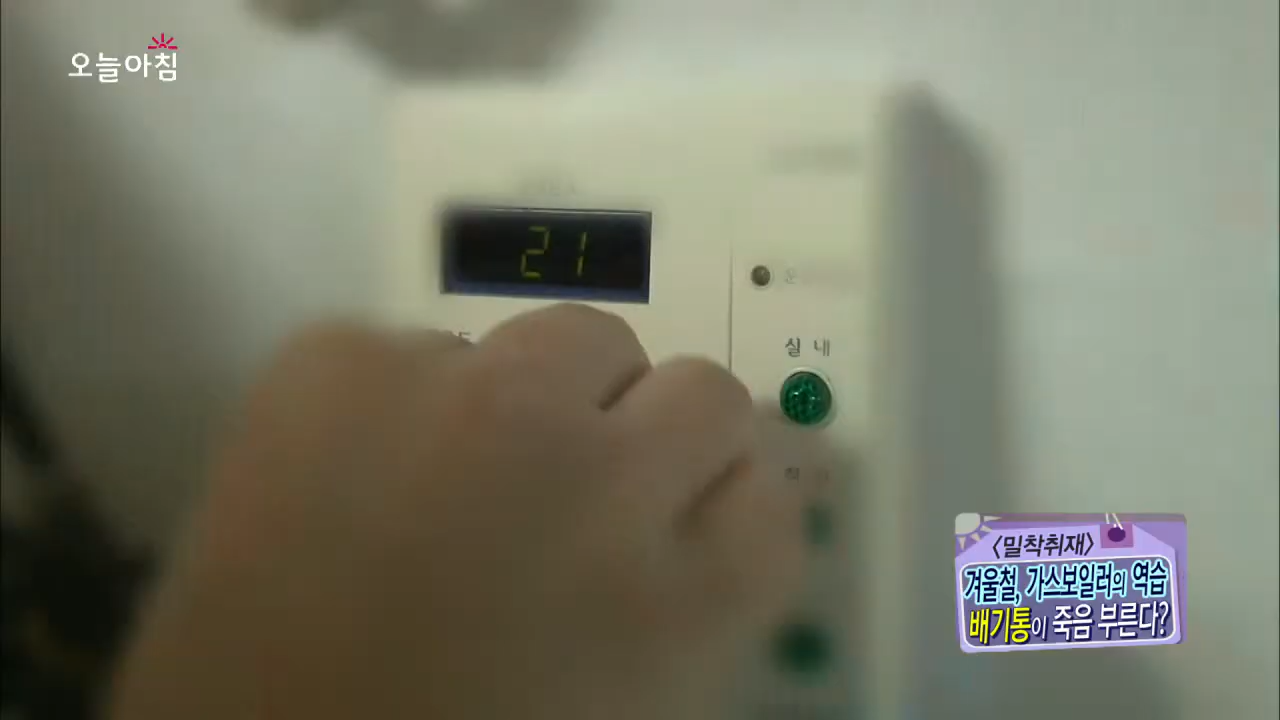 오늘아침
21
실내
<밀착취재>
겨울철, 가스보일러의 역습
배기통이 죽음 부른다?